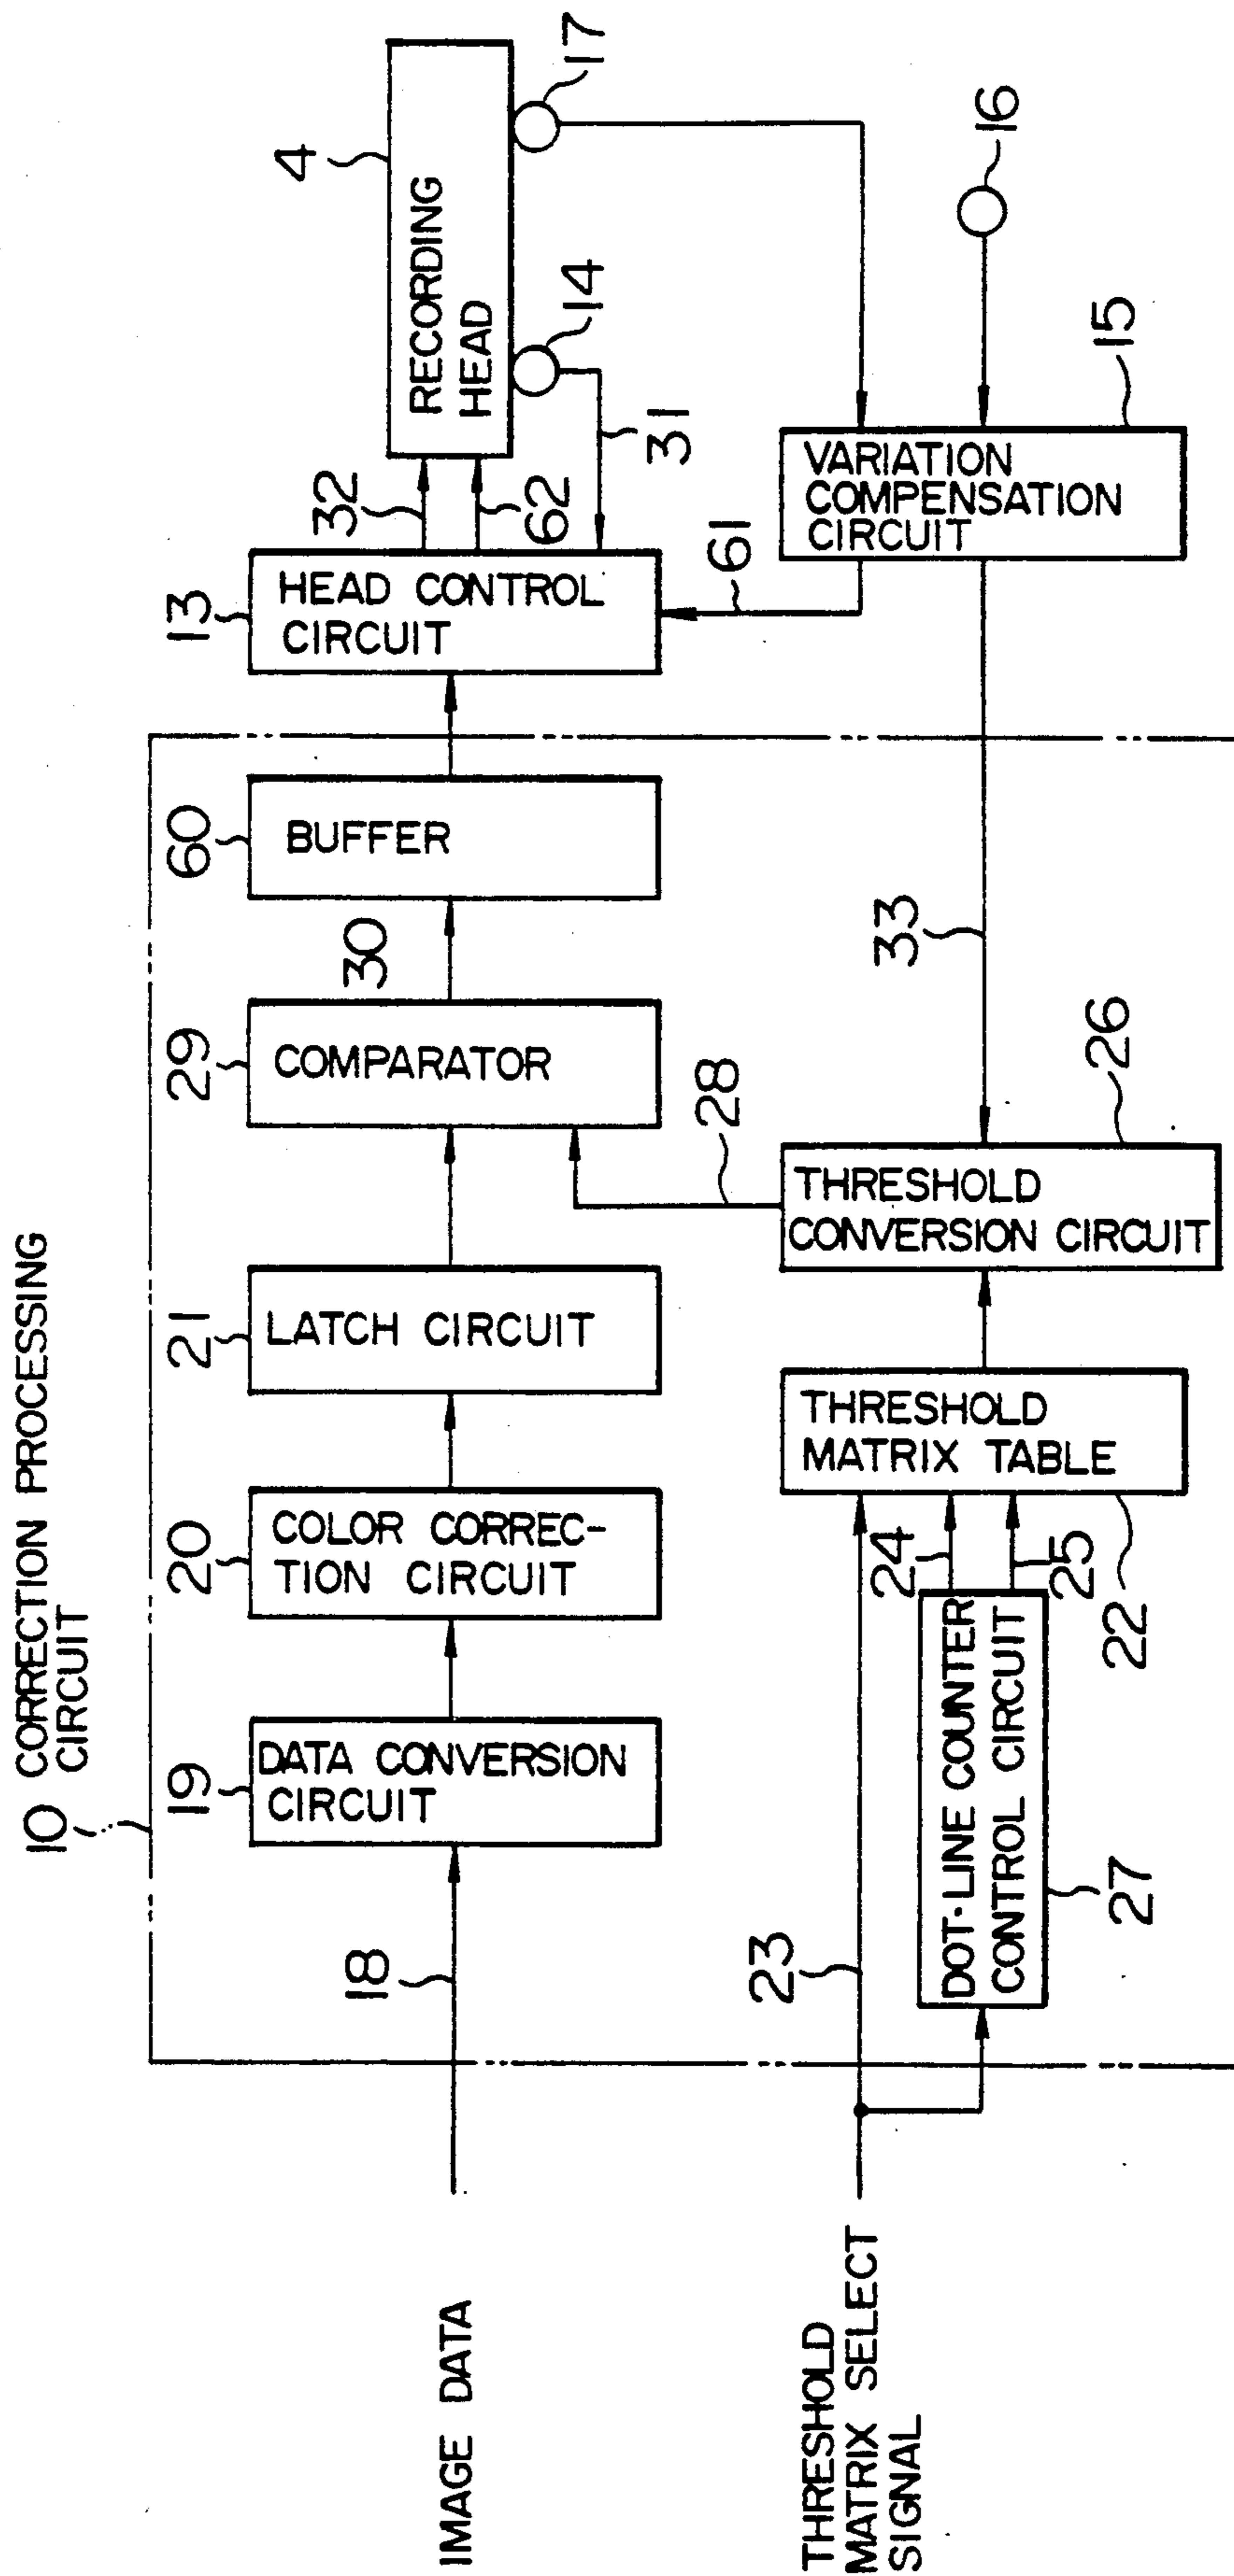 10 CORRECTION PROCESSING
CIRCUIT
IMAGE DATA
18
19
DATA CONVERSION
CIRCUIT
20
COLOR CORREC-
TION CIRCUIT
21
LATCH CIRCUIT
29
COMPARATOR
30
60
BUFFER
13
HEAD CONTROL
CIRCUIT
32
62
31
4
RECORDING
HEAD
14
17
THRESHOLD
MATRIX SELECT
SIGNAL
23
DOT-LINE COUNTER
CONTROL CIRCUIT
27
24
25
THRESHOLD
MATRIX TABLE
22
THRESHOLD
CONVERSION CIRCUIT
26
28
33
61
VARIATION
COMPENSATION
CIRCUIT
15
16